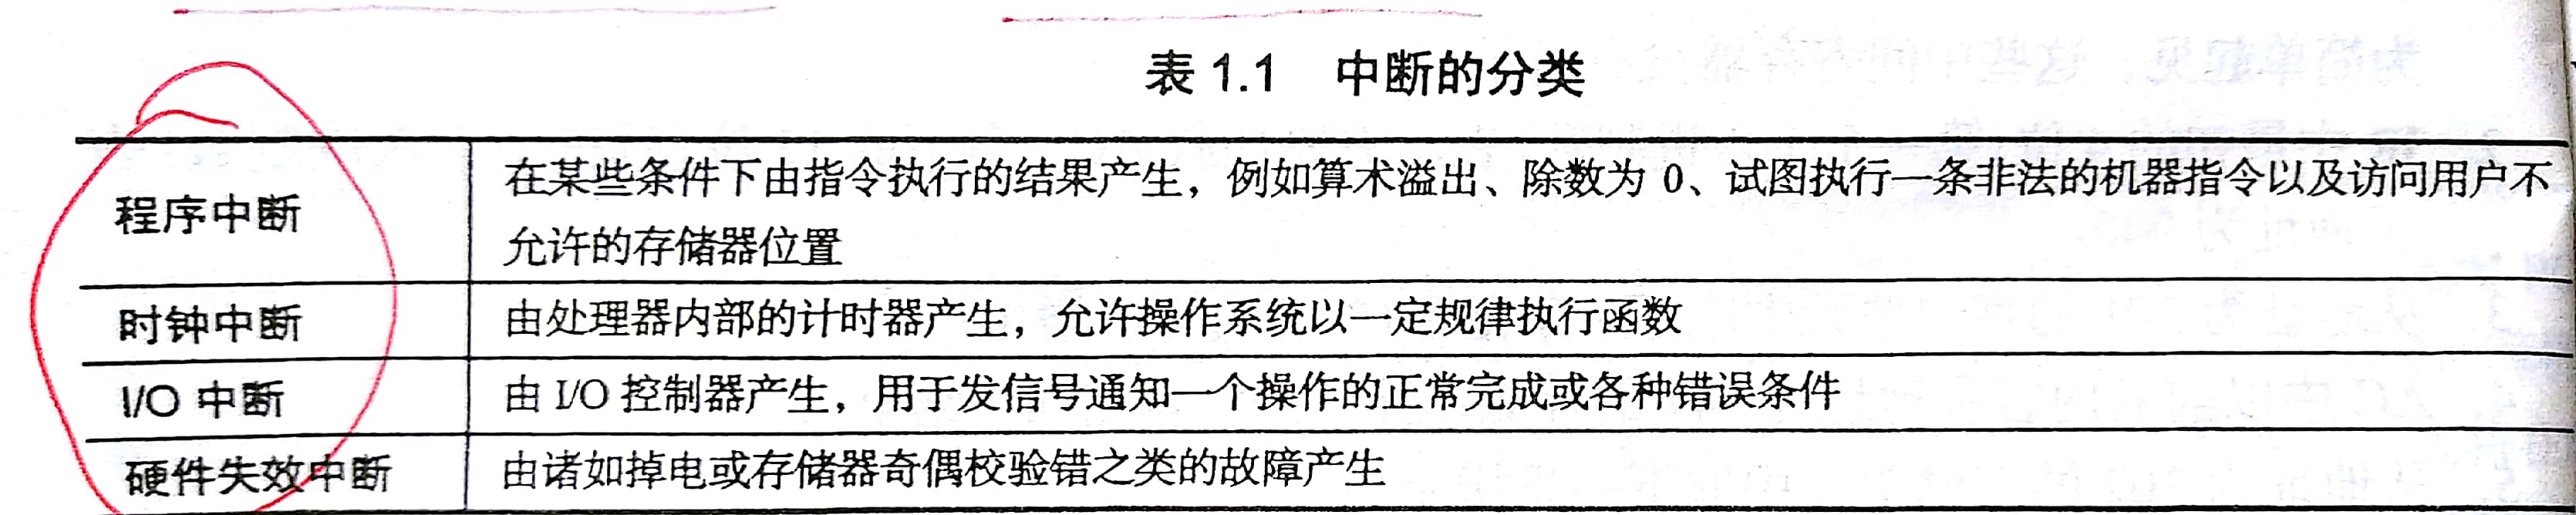 表 1.1 中断的分类
程序中断
在某些条件下由指令执行的结果产生，例如算术溢出、除数为 0、试图执行一条非法的机器指令以及访问用户不
允许的存储器位置
时钟中断
由处理器内部的计时器产生，允许操作系统以一定规律执行函数
I/O 中断
由 I/O 控制器产生，用于发信号通知一个操作的正常完成或各种错误条件
硬件失效中断
由诸如掉电或存储器奇偶校验错之类的故障产生